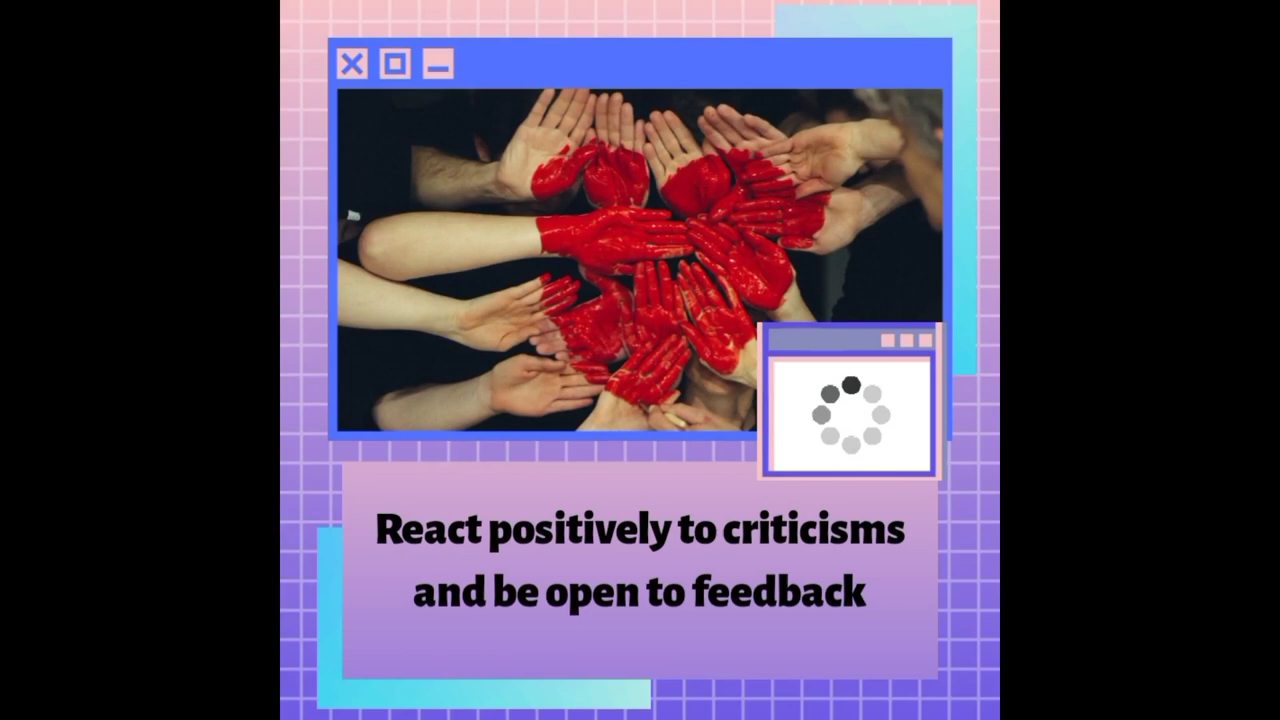 React positively to criticisms
and be open to feedback